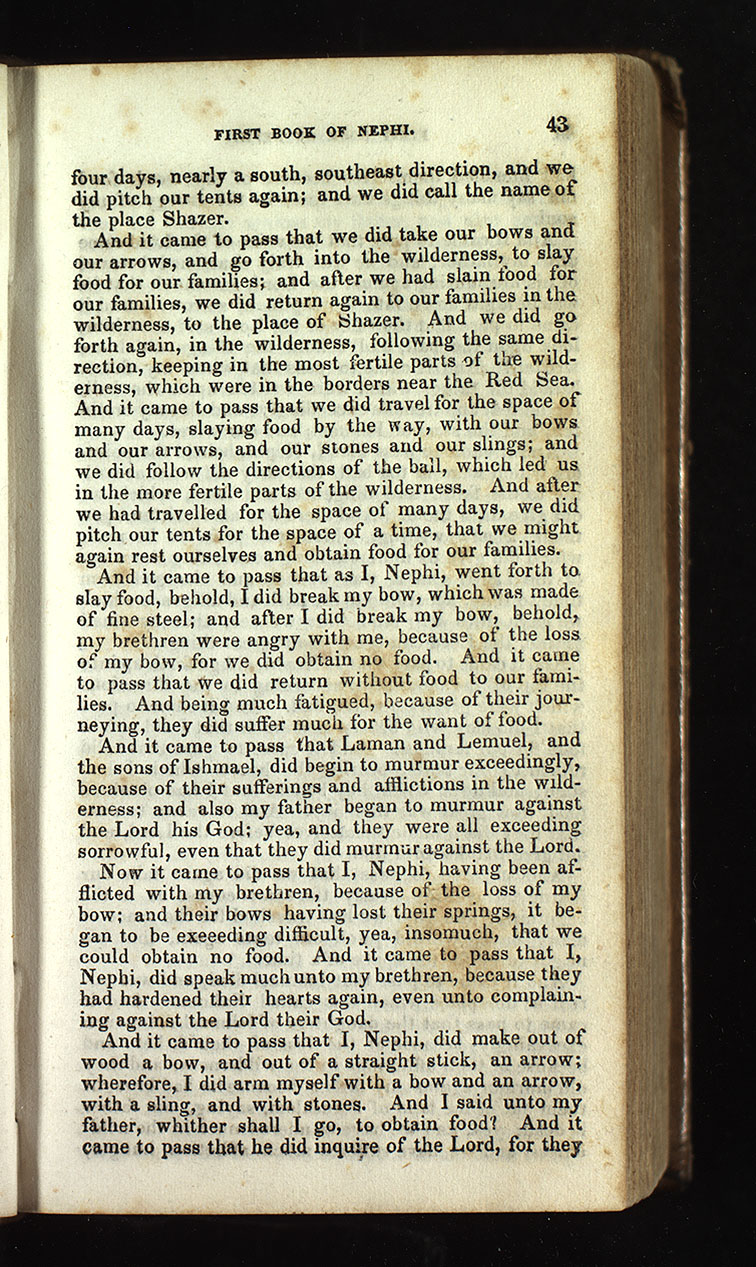 FIRST BOOK OF NEPHI. 43
four days, nearly a south, southeast direction, and we
did pitch our tents again; and we did call the name of
the place Shazer.
And it came to pass that we did take our bows and
our arrows, and go forth into the wilderness, to slay
food for our families; and after we had slain food for
our families, we did return again to our families in the
wilderness, to the place of Shazer. And we did go
forth again, in the wilderness, following the same di-
rection, keeping in the most fertile parts of the wild-
erness, which were in the borders near the Red Sea.
And it came to pass that we did travel for the space of
many days, slaying food by the way, with our bows
and our arrows, and our stones and our slings; and
we did follow the directions of the ball, which led us
in the more fertile parts of the wilderness. And after
we had travelled for the space of many days, we did
pitch our tents for the space of a time, that we might
again rest ourselves and obtain food for our families.
And it came to pass that as I, Nephi, went forth to
slay food, behold, I did break my bow, which was made
of fine steel; and after I did break my bow, behold,
my brethren were angry with me, because of the loss
of my bow, for we did obtain no food. And it came
to pass that we did return without food to our fami-
lies. And being much fatigued, because of their jour-
neying, they did suffer much for the want of food.
And it came to pass that Laman and Lemuel, and
the sons of Ishmael, did begin to murmur exceedingly,
because of their sufferings and afflictions in the wild-
erness; and also my father began to murmur against
the Lord his God; yea, and they were all exceeding
sorrowful, even that they did murmur against the Lord.
Now it came to pass that I, Nephi, having been af-
flicted with my brethren, because of the loss of my
bow; and their bows having lost their springs, it be-
gan to be exeeeding difficult, yea, insomuch, that we
could obtain no food. And it came to pass that I,
Nephi, did speak much unto my brethren, because they
had hardened their hearts again, even unto complain-
ing against the Lord their God.
And it came to pass that I, Nephi, did make out of
wood a bow, and out of a straight stick, an arrow;
wherefore, I did arm myself with a bow and an arrow,
with a sling, and with stones. And I said unto my
father, whither shall I go, to obtain food? And it
came to pass that he did inquire of the Lord, for they